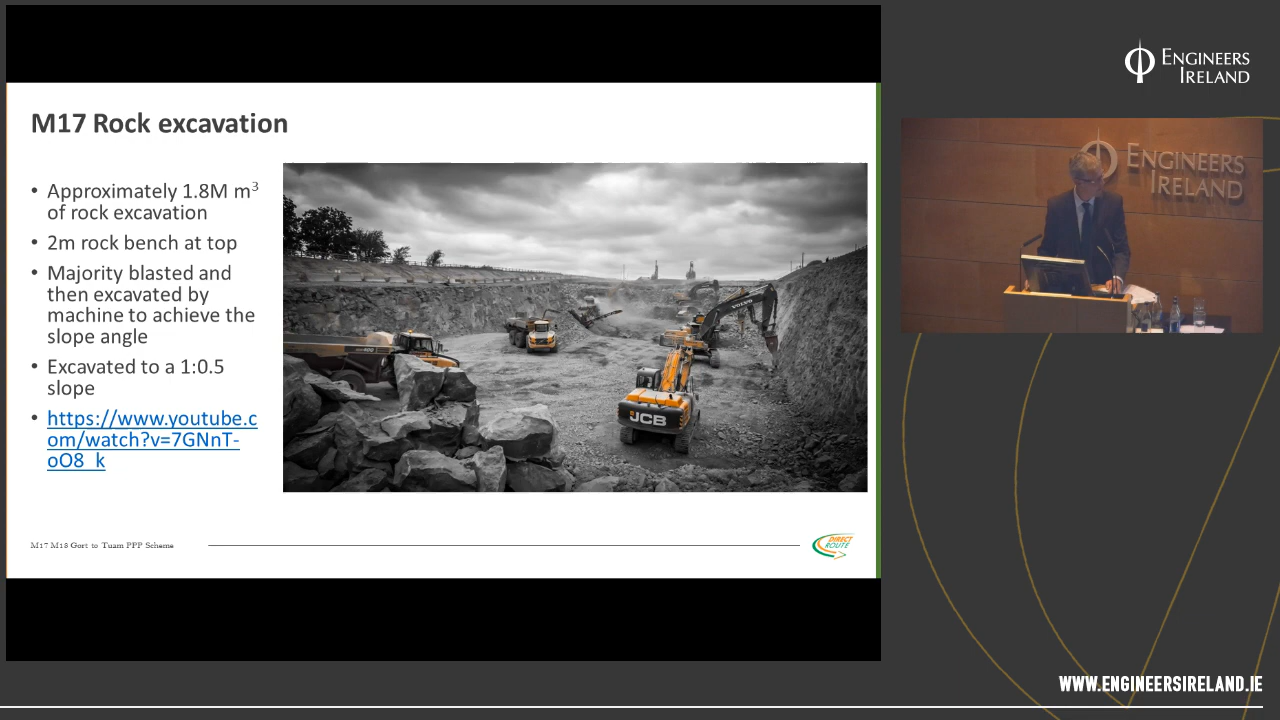 ENGINEERS
IRELAND
M17 Rock excavation
• Approximately 1.8M m³
of rock excavation
• 2m rock bench at top
• Majority blasted and
then excavated by
machine to achieve the
slope angle
• Excavated to a 1:0.5
slope
• https://www.youtube.c
om/watch?v=7GNnT-
oO8_k
VOLVO
JCB
ENGINEERS
IRELAND
M17 M18 Gort to Tuam PPP Scheme
DIRECT
ROUTE
WWW.ENGINEERSIRELAND.IE